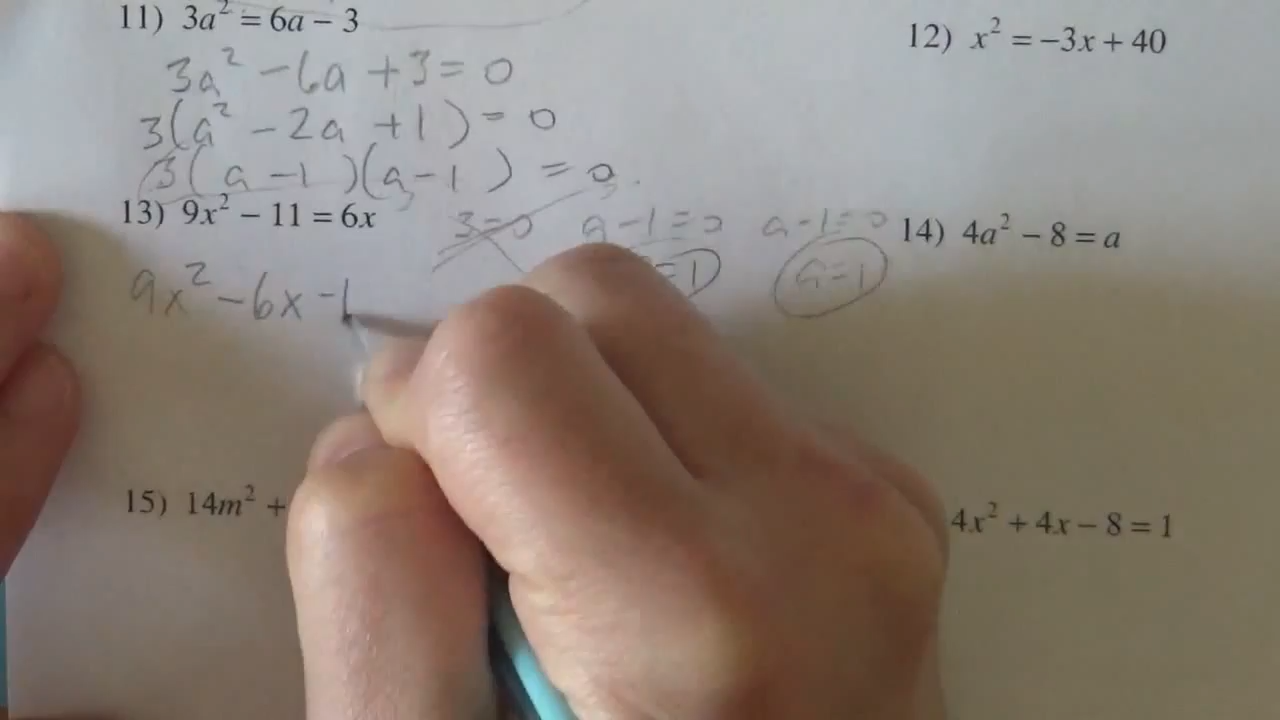 11) 3a² = 6a − 3
12) x² = −3x + 40
3a² − 6a + 3 = 0
3(a² − 2a + 1) = 0
3(a − 1)(a − 1) = 0
13) 9x² − 11 = 6x
3=0 a−1=0 a−1=0
14) 4a² − 8 = a
=1 a=1
9x² − 6x − 1
15) 14m² +
4x² + 4x − 8 = 1